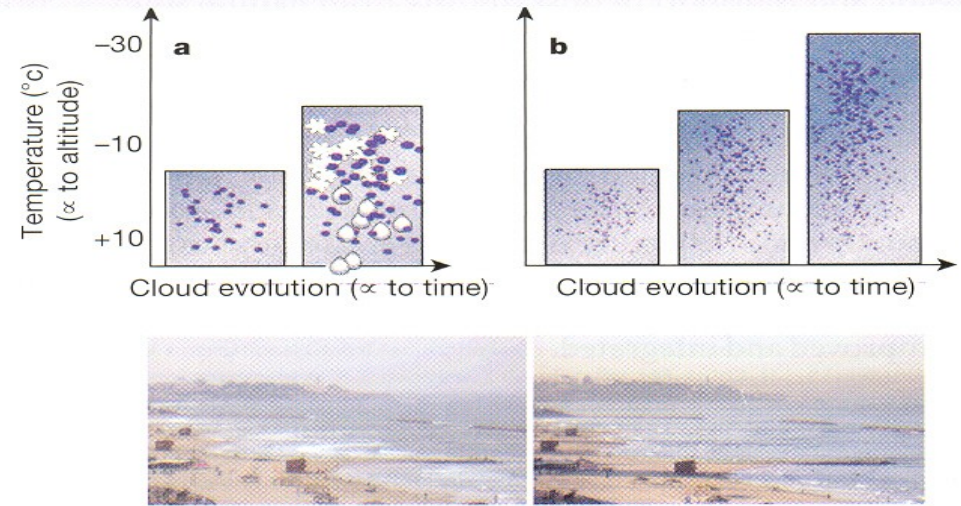 a
b
−30
−10
+10
Temperature (°c)
(∝ to altitude)
Cloud evolution (∝ to time)
Cloud evolution (∝ to time)